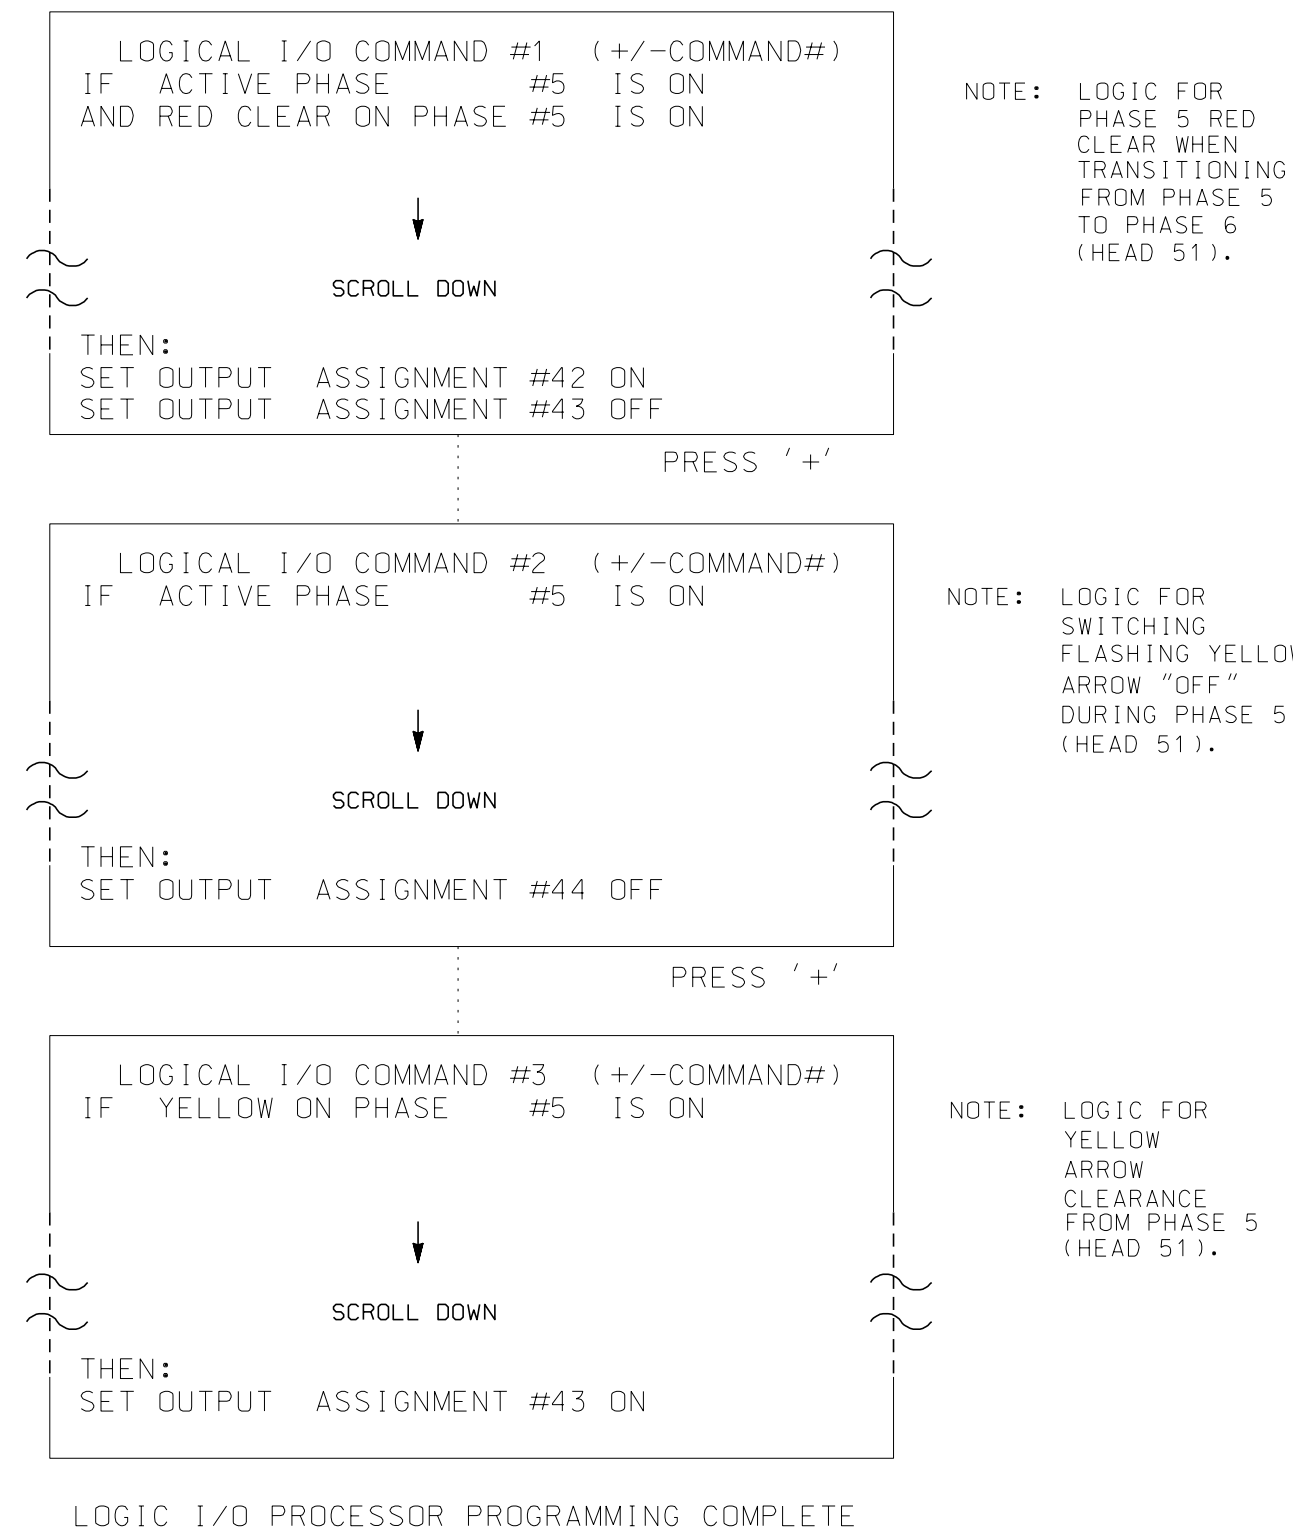 LOGICAL I/O COMMAND #1 (+/-COMMAND#)
IF ACTIVE PHASE #5 IS ON
AND RED CLEAR ON PHASE #5 IS ON
SCROLL DOWN
THEN:
SET OUTPUT ASSIGNMENT #42 ON
SET OUTPUT ASSIGNMENT #43 OFF
NOTE: LOGIC FOR
PHASE 5 RED
CLEAR WHEN
TRANSITIONING
FROM PHASE 5
TO PHASE 6
(HEAD 51).
PRESS '+'
LOGICAL I/O COMMAND #2 (+/-COMMAND#)
IF ACTIVE PHASE #5 IS ON
SCROLL DOWN
THEN:
SET OUTPUT ASSIGNMENT #44 OFF
NOTE: LOGIC FOR
SWITCHING
FLASHING YELLOW
ARROW "OFF"
DURING PHASE 5
(HEAD 51).
PRESS '+'
LOGICAL I/O COMMAND #3 (+/-COMMAND#)
IF YELLOW ON PHASE #5 IS ON
SCROLL DOWN
THEN:
SET OUTPUT ASSIGNMENT #43 ON
NOTE: LOGIC FOR
YELLOW
ARROW
CLEARANCE
FROM PHASE 5
(HEAD 51).
LOGIC I/O PROCESSOR PROGRAMMING COMPLETE